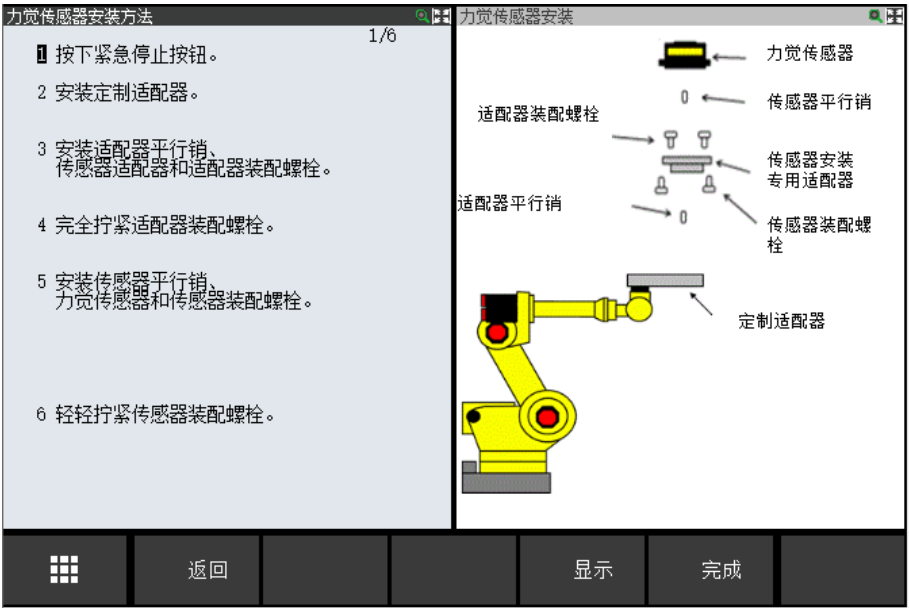 力觉传感器安装方法
1/6
1 按下紧急停止按钮。
2 安装定制适配器。
3 安装适配器平行销、
传感器适配器和适配器装配螺栓。
4 完全拧紧适配器装配螺栓。
5 安装传感器平行销、
力觉传感器和传感器装配螺栓。
6 轻轻拧紧传感器装配螺栓。
力觉传感器安装
力觉传感器
传感器平行销
适配器装配螺栓
传感器安装
专用适配器
适配器平行销
传感器装配螺
栓
定制适配器
返回
显示
完成